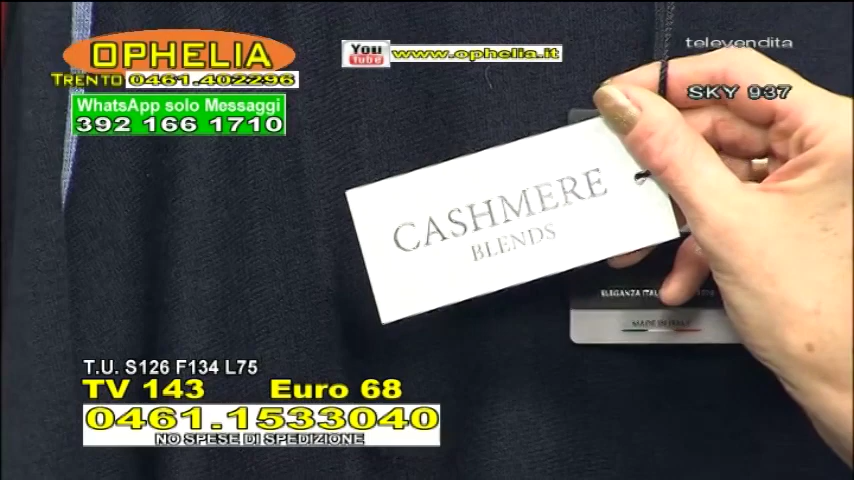 OPHELIA
TRENTO 0461.402296
WhatsApp solo Messaggi
392 166 1710
You Tube www.ophelia.it
televendita
SKY 937
CASHMERE
BLENDS
ELEGANZA
MADE IN ITALY
T.U. S126 F134 L75
TV 143 Euro 68
0461.1533040
NO SPESE DI SPEDIZIONE